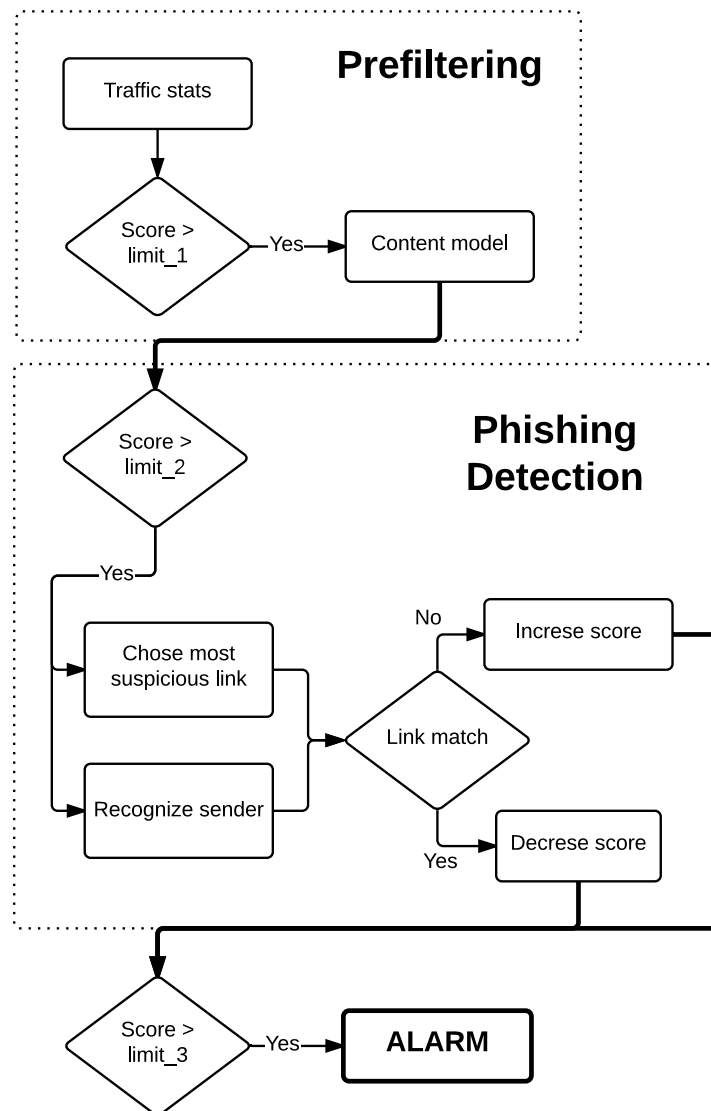 Prefiltering
Traffic stats
Score >
limit_1
Yes
Content model
Phishing
Detection
Score >
limit_2
Yes
Chose most
suspicious link
Recognize sender
Link match
No
Increse score
Yes
Decrese score
Score >
limit_3
Yes
ALARM